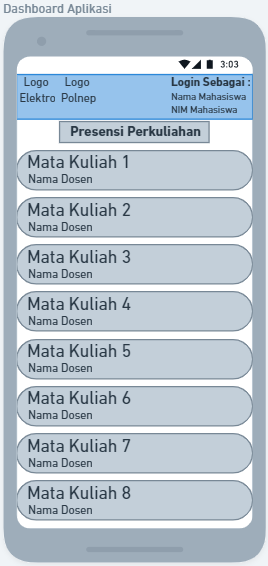 Dashboard Aplikasi
3:03
Logo Logo Login Sebagai :
Elektro Polnep Nama Mahasiswa
NIM Mahasiswa
Presensi Perkuliahan
Mata Kuliah 1
Nama Dosen
Mata Kuliah 2
Nama Dosen
Mata Kuliah 3
Nama Dosen
Mata Kuliah 4
Nama Dosen
Mata Kuliah 5
Nama Dosen
Mata Kuliah 6
Nama Dosen
Mata Kuliah 7
Nama Dosen
Mata Kuliah 8
Nama Dosen